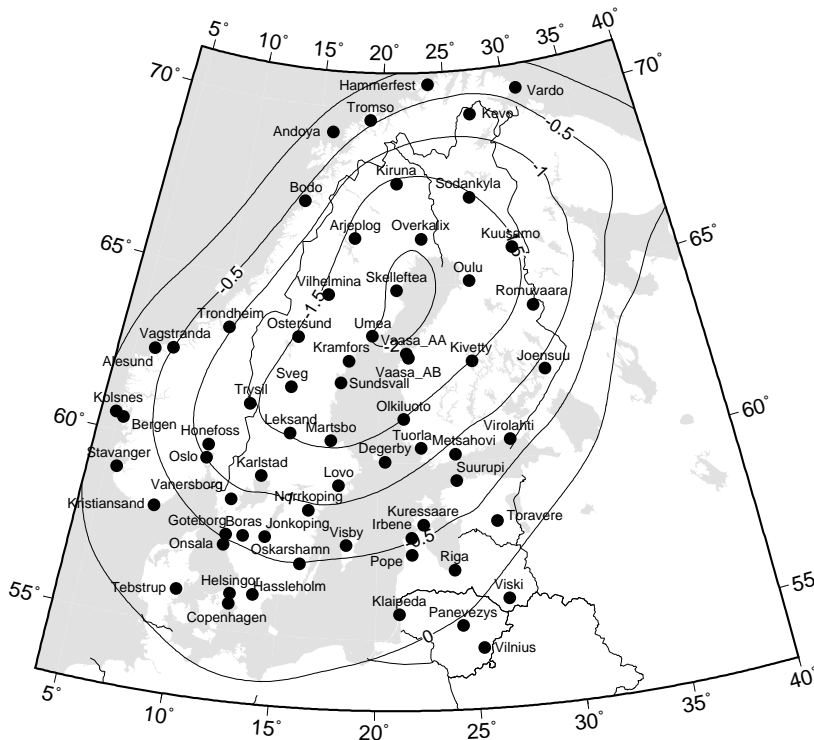 5° 10° 15° 20° 25° 30° 35° 40°
70° 70°
Hammerfest
Vardo
Tromso
Kevo
-0.5
Andoya
-1
Kiruna
Sodankyla
Bodo
Arjeplog
Overkalix
Kuusamo
65° 65°
5
-0.5
Skelleftea
Oulu
Vilhmina
Romuvaara
-1.5
Trondheim
Ostersund
Umea
Vagstranda
Vaasa_AA
-2
Alesund
Kramfors
Kivetty
Joensuu
Sveg
Vaasa_AB
Sundsvall
Trysil
Kolsnes
60° 60°
Bergen
Olkiluoto
Leksand
Martsbo
Virolahti
Honefoss
Tuorla
Metsahovi
Oslo
Degerby
Stavanger
Karlstad
Lovo
Suurupi
Vanersborg
Norrkoping
-1
Kristiansand
Kuressaare
Toravere
Goteborg
Boras
Jonkoping
Irbene
Visby
-0.5
Onsala
Oskarshamn
Pope
Riga
55° 55°
Tebstrup
Helsingor
Hassleholm
Viski
Copenhagen
Klaipeda
Panevezys
0
Vilnius
5° 10° 15° 20° 25° 30° 35° 40°